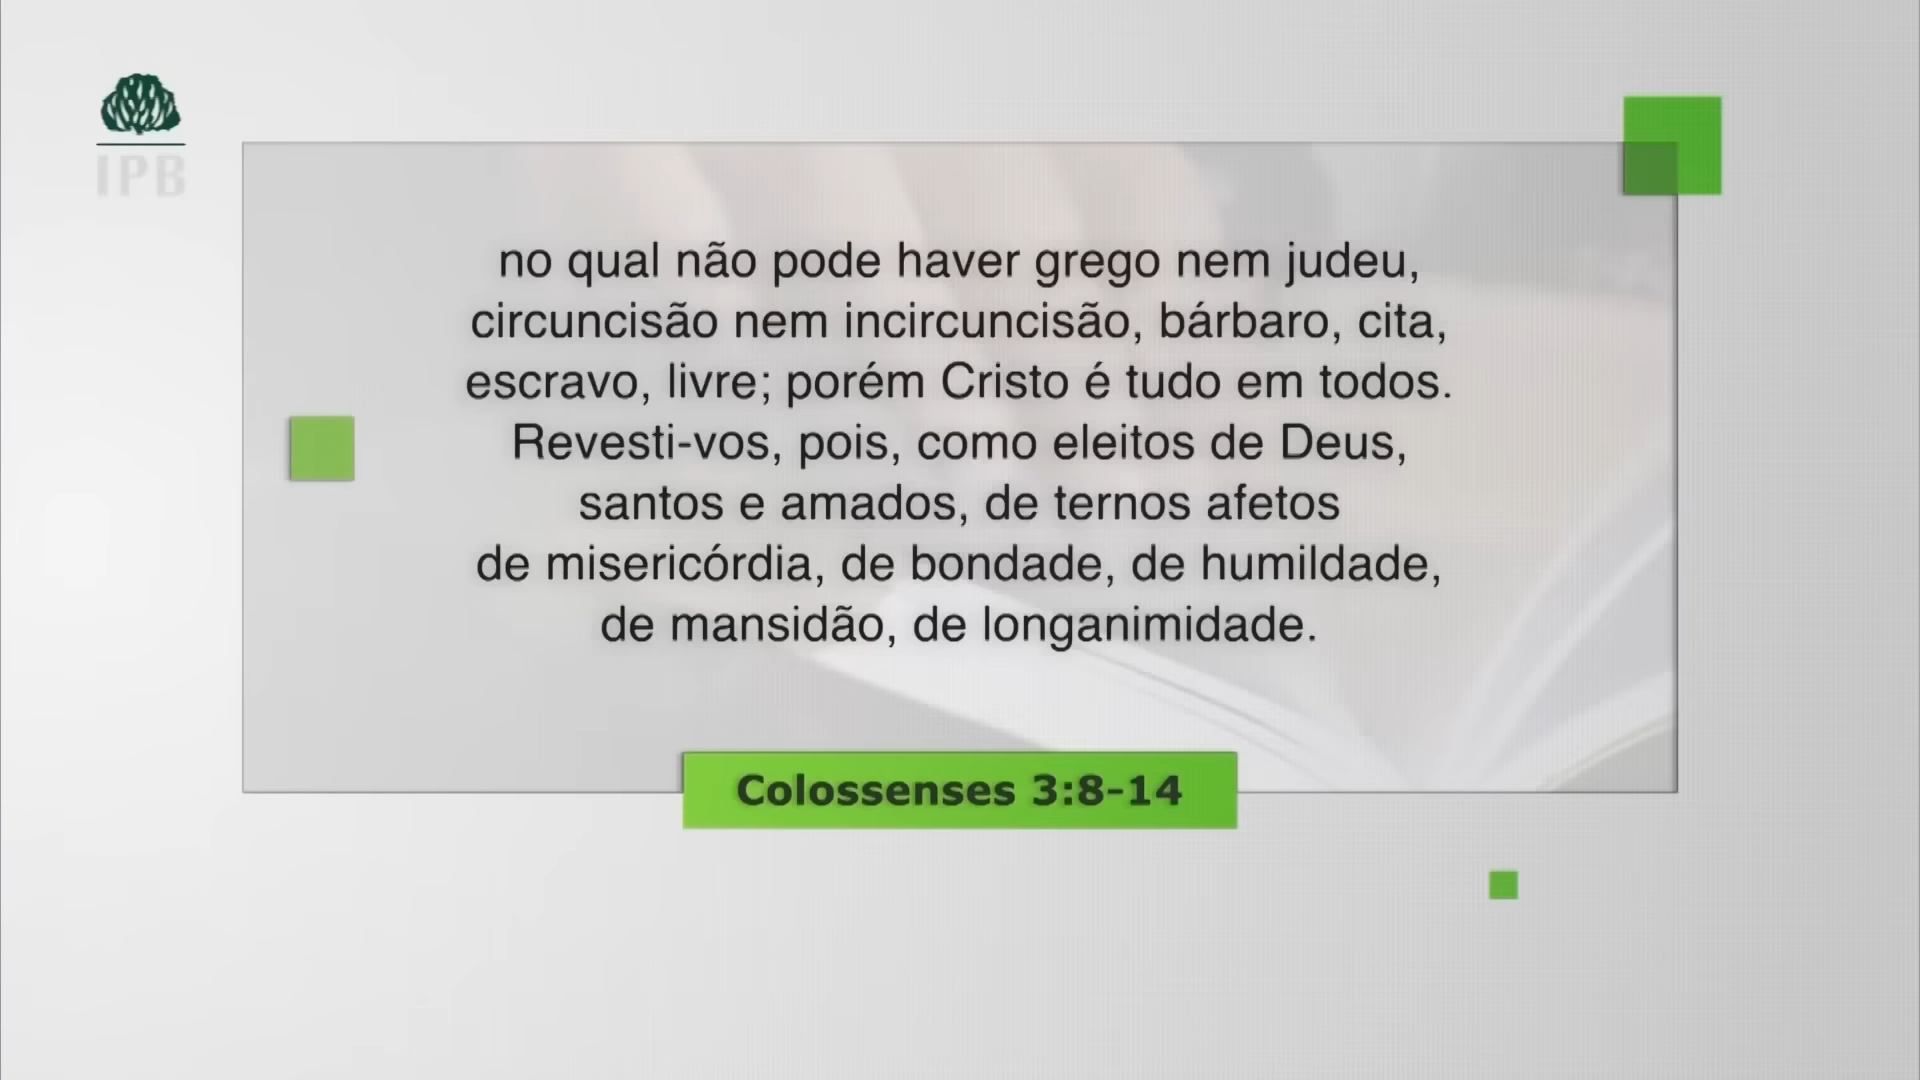 IPB
no qual não pode haver grego nem judeu,
circuncisão nem incircuncisão, bárbaro, cita,
escravo, livre; porém Cristo é tudo em todos.
Revesti-vos, pois, como eleitos de Deus,
santos e amados, de ternos afetos
de misericórdia, de bondade, de humildade,
de mansidão, de longanimidade.
Colossenses 3:8-14